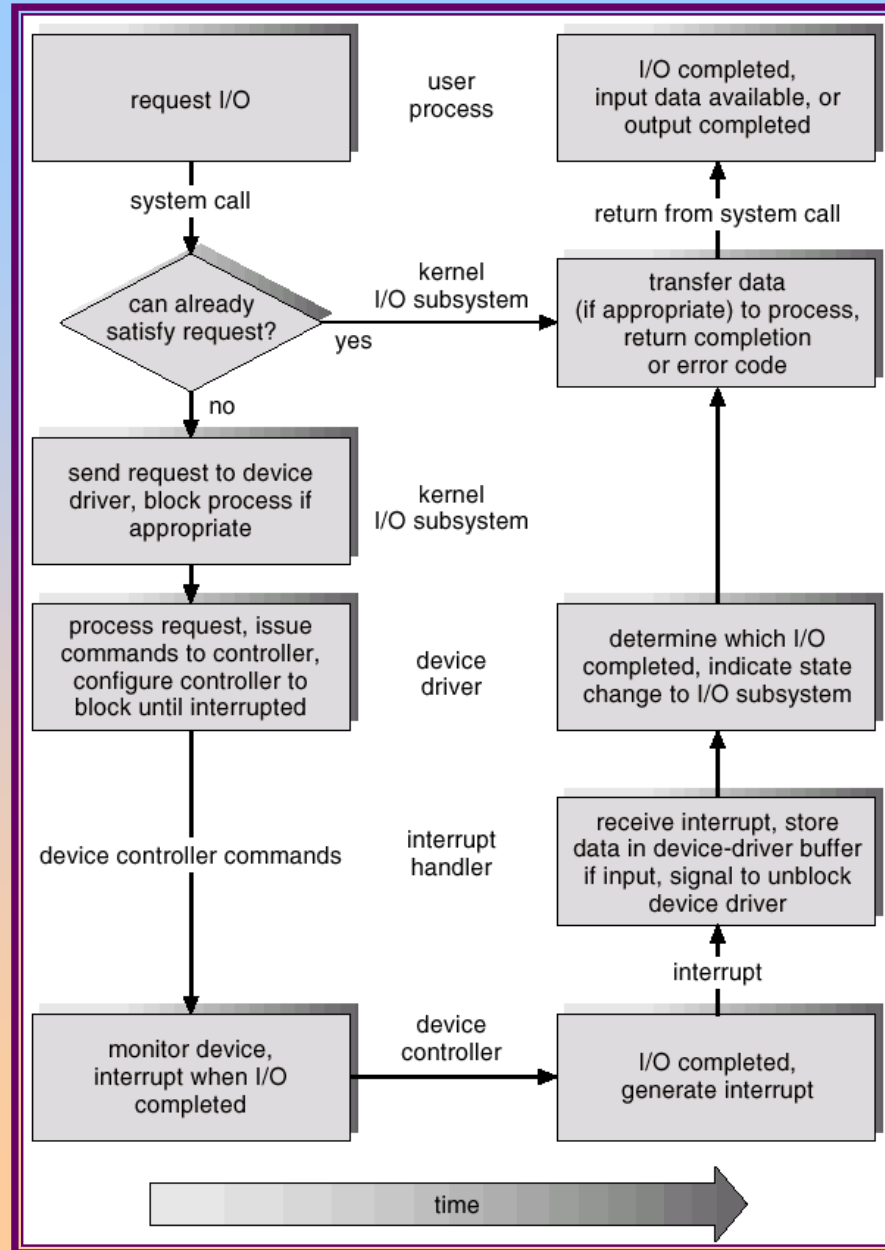 request I/O
user
process
I/O completed,
input data available, or
output completed
system call
return from system call
can already
satisfy request?
kernel
I/O subsystem
yes
transfer data
(if appropriate) to process,
return completion
or error code
no
send request to device
driver, block process if
appropriate
kernel
I/O subsystem
process request, issue
commands to controller,
configure controller to
block until interrupted
device
driver
determine which I/O
completed, indicate state
change to I/O subsystem
device controller commands
interrupt
handler
receive interrupt, store
data in device-driver buffer
if input, signal to unblock
device driver
interrupt
monitor device,
interrupt when I/O
completed
device
controller
I/O completed,
generate interrupt
time